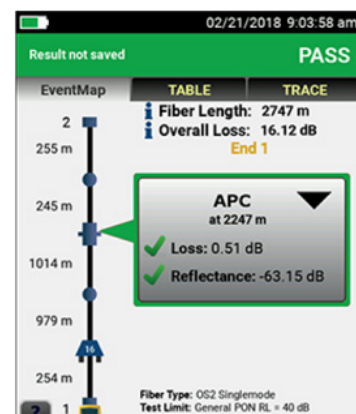 02/21/2018 9:03:58 am
Result not saved PASS
EventMap TABLE TRACE
Fiber Length: 2747 m
Overall Loss: 16.12 dB
End 1
2
255 m
245 m
APC
at 2247 m
Loss: 0.51 dB
Reflectance: -63.15 dB
1014 m
979 m
16
254 m
1
Fiber Type: OS2 Singlemode
Test Limit: General PON RL = 40 dB